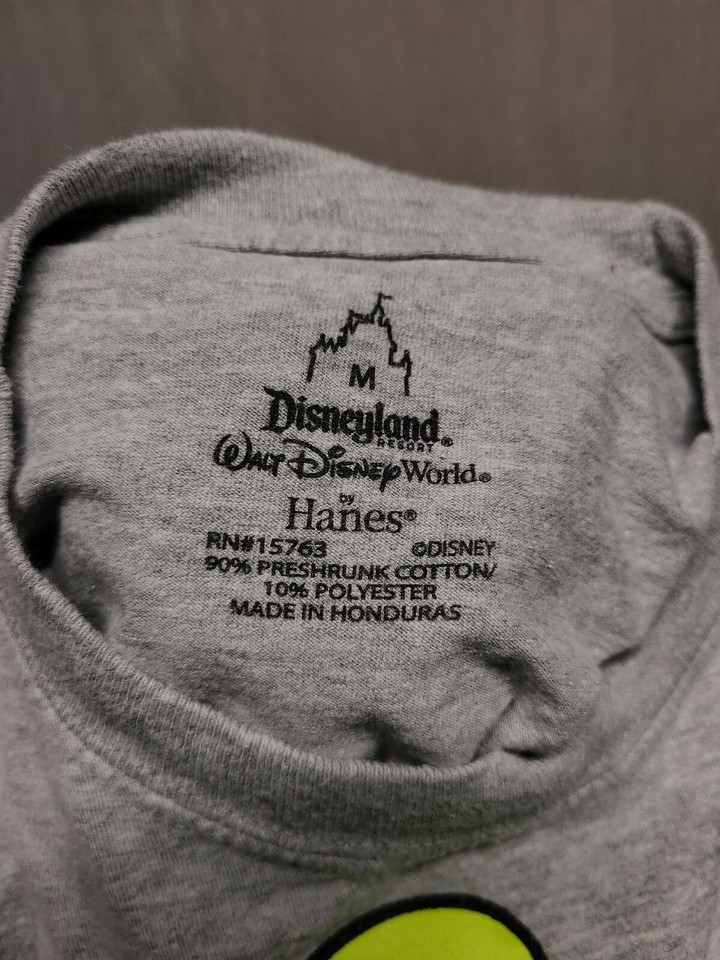 M
Disneyland®
RESORT
Walt Disney World®
by
Hanes®
RN#15763 ©DISNEY
90% PRESHRUNK COTTON/
10% POLYESTER
MADE IN HONDURAS